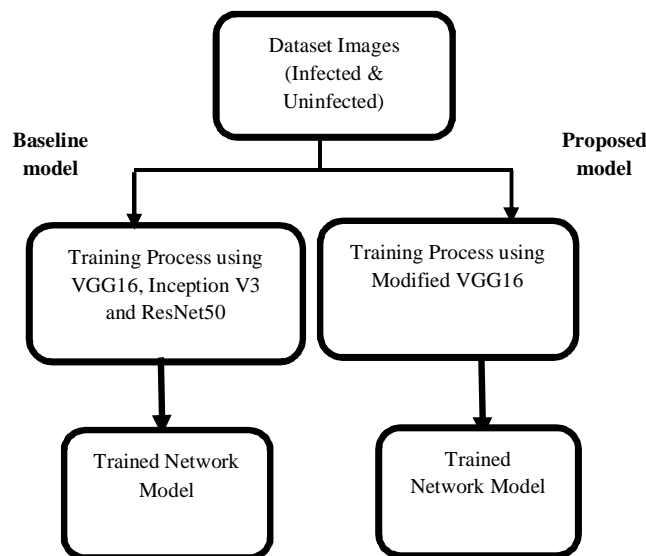 Dataset Images
(Infected &
Uninfected)
Baseline
model
Proposed
model
Training Process using
VGG16, Inception V3
and ResNet50
Training Process using
Modified VGG16
Trained Network
Model
Trained
Network Model